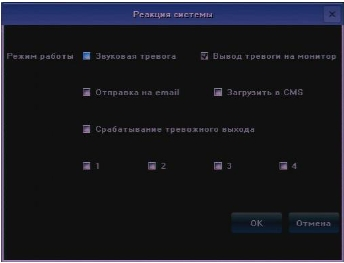 Реакция системы
Режим работы Звуковая тревога Вывод тревоги на монитор
Отправка на email Загрузить в CMS
Срабатывание тревожного выхода
1 2 3 4
OK Отмена